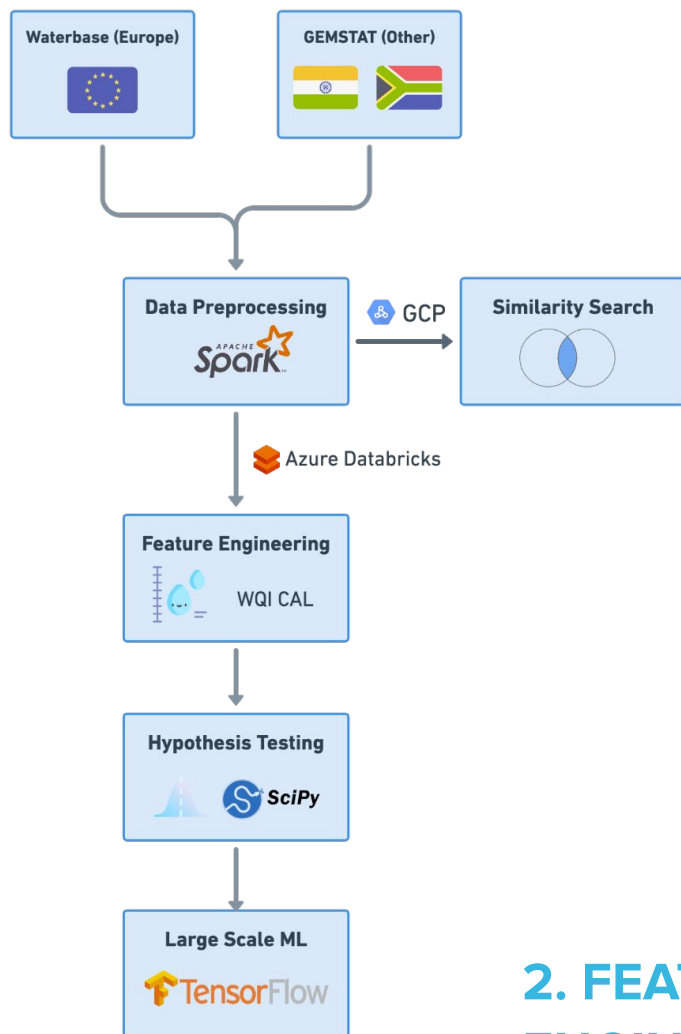 Waterbase (Europe)
GEMSTAT (Other)
Data Preprocessing
APACHE
Spark
GCP
Similarity Search
Azure Databricks
Feature Engineering
WQI CAL
Hypothesis Testing
SciPy
Large Scale ML
TensorFlow
2. FEAT